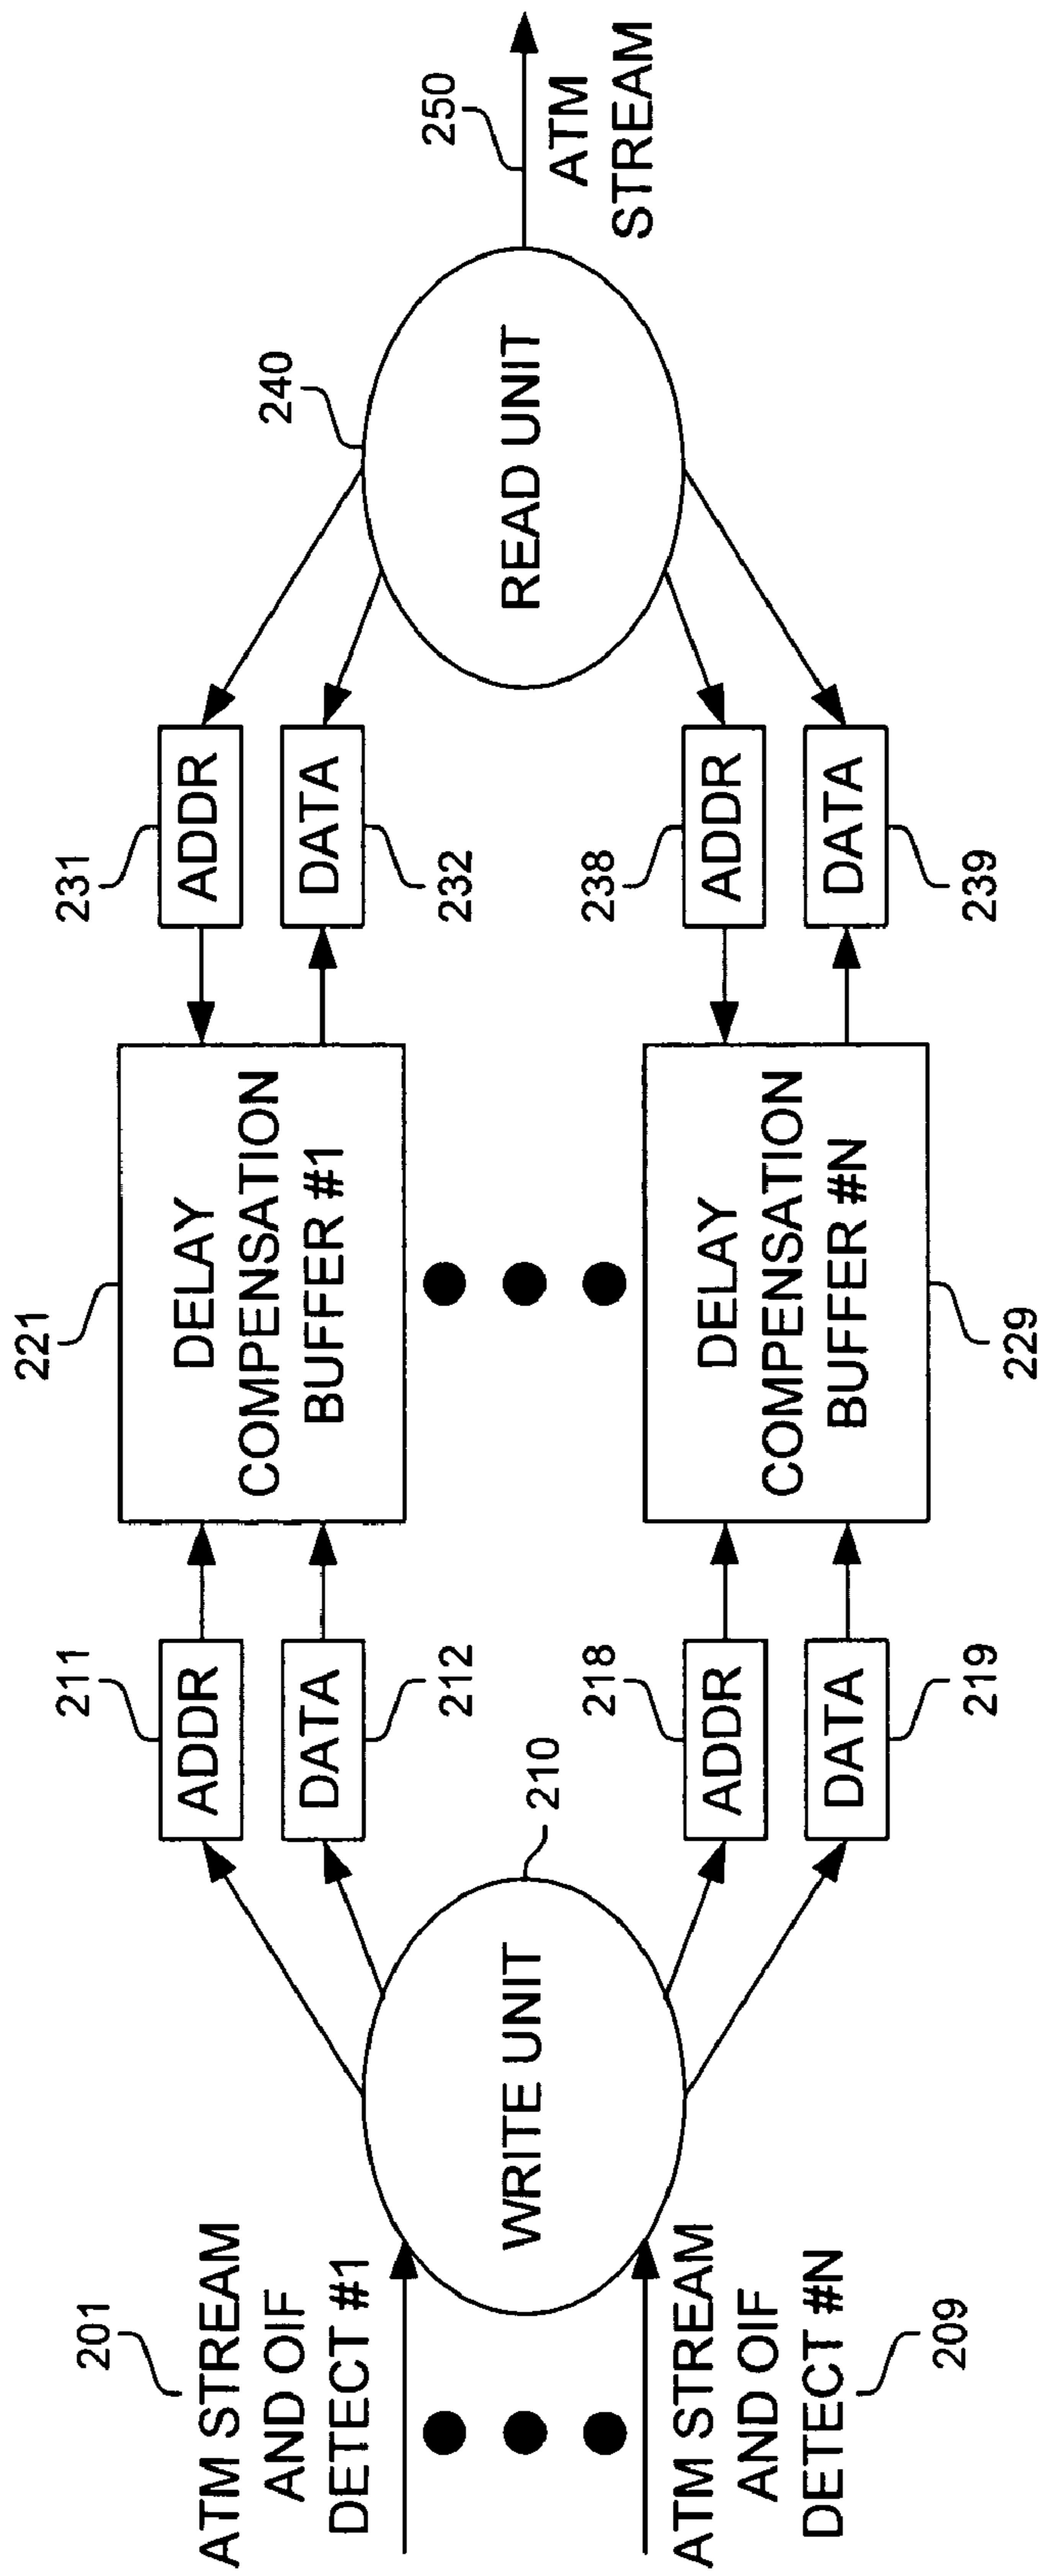 201
ATM STREAM
AND OIF
DETECT #1
ATM STREAM
AND OIF
DETECT #N
209
WRITE UNIT
210
211
ADDR
DATA
212
218
ADDR
DATA
219
221
DELAY
COMPENSATION
BUFFER #1
DELAY
COMPENSATION
BUFFER #N
229
231
ADDR
DATA
232
238
ADDR
DATA
239
240
READ UNIT
250
ATM
STREAM